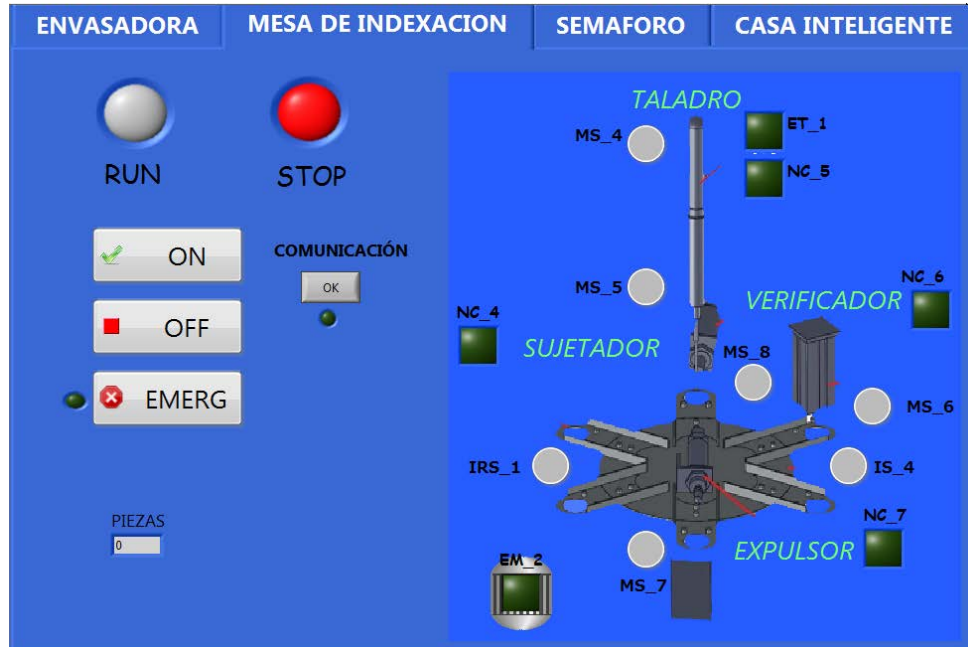 ENVASADORA
MESA DE INDEXACION
SEMAFORO
CASA INTELIGENTE
RUN
STOP
ON
OFF
EMERG
COMUNICACIÓN
OK
PIEZAS
0
TALADRO
MS_4
ET_1
NC_5
MS_5
NC_6
VERIFICADOR
NC_4
SUJETADOR
MS_8
MS_6
IRS_1
IS_4
NC_7
EXPULSOR
EM_2
MS_7